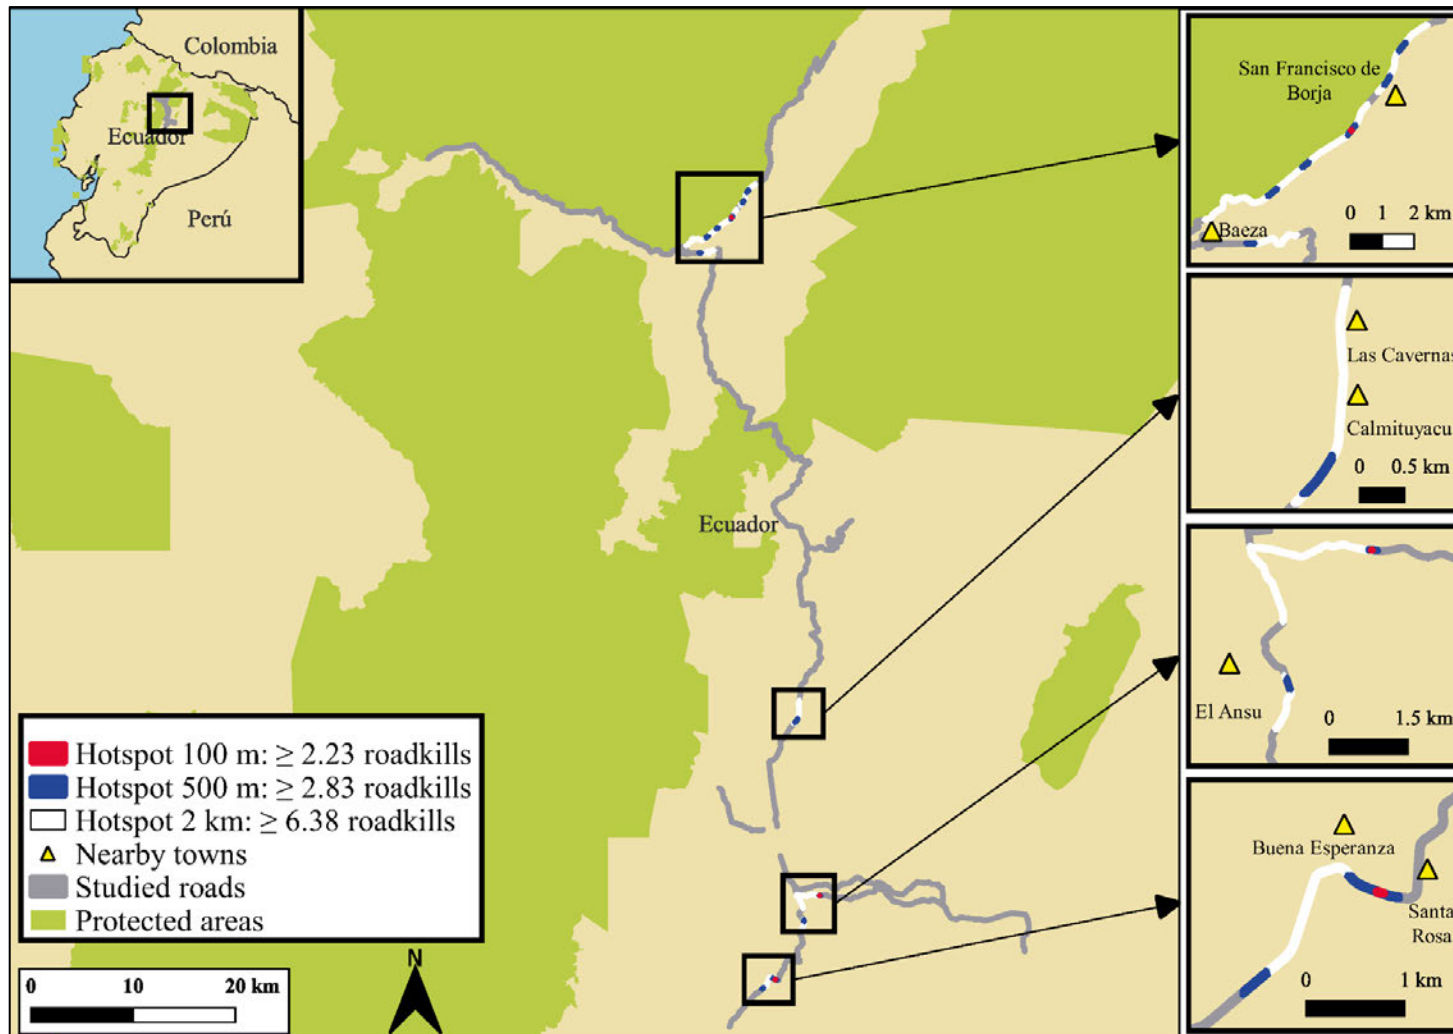 Colombia
Ecuador
Perú
Ecuador
Hotspot 100 m: ≥ 2.23 roadkills
Hotspot 500 m: ≥ 2.83 roadkills
Hotspot 2 km: ≥ 6.38 roadkills
Nearby towns
Studied roads
Protected areas
0 10 20 km
N
San Francisco de
Borja
0 1 2 km
Baeza
Las Cavernas
Calmituyacu
0 0.5 km
El Ansu
0 1.5 km
Buena Esperanza
Santa
Rosa
0 1 km